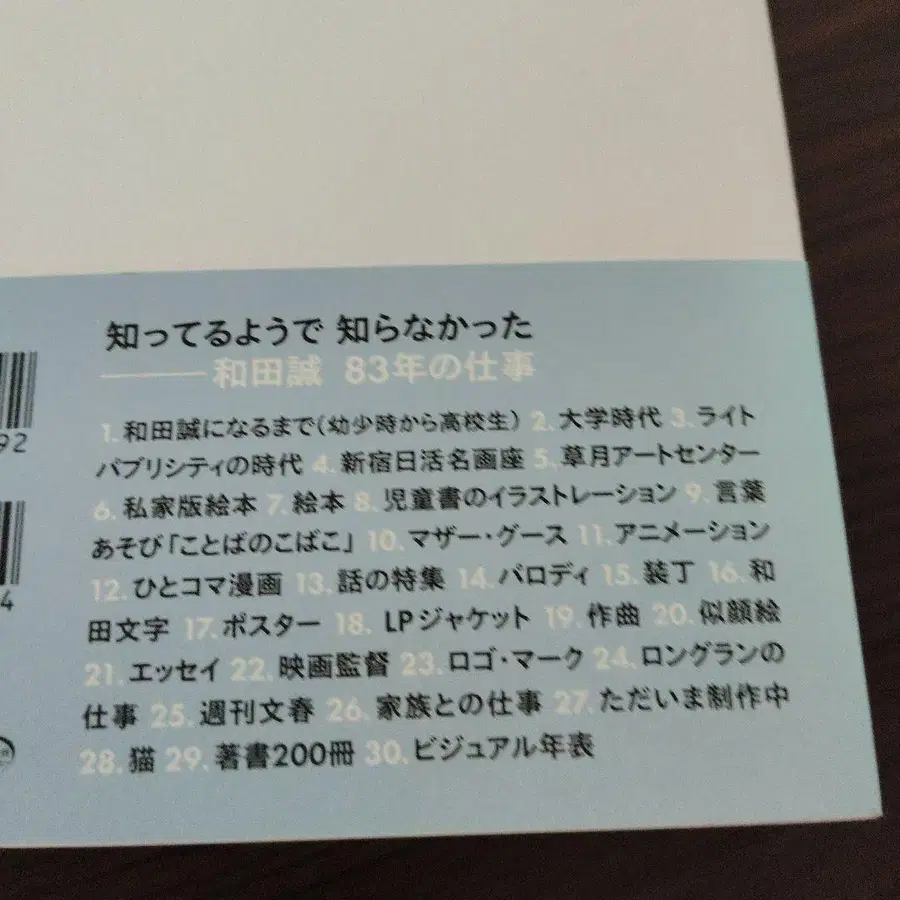 知ってるようで 知らなかった
——和田誠 83年の仕事
1. 和田誠になるまで(幼少時から高校生) 2. 大学時代 3. ライト
パブリシティの時代 4. 新宿日活名画座 5. 草月アートセンター
6. 私家版絵本 7. 絵本 8. 児童書のイラストレーション 9. 言葉
あそび「ことばのこばこ」 10. マザー・グース 11. アニメーション
12. ひとコマ漫画 13. 話の特集 14. パロディ 15. 装丁 16. 和
田文字 17. ポスター 18. LPジャケット 19. 作曲 20. 似顔絵
21. エッセイ 22. 映画監督 23. ロゴ・マーク 24. ロングランの
仕事 25. 週刊文春 26. 家族との仕事 27. ただいま制作中
28. 猫 29. 著書200冊 30. ビジュアル年表
92
4